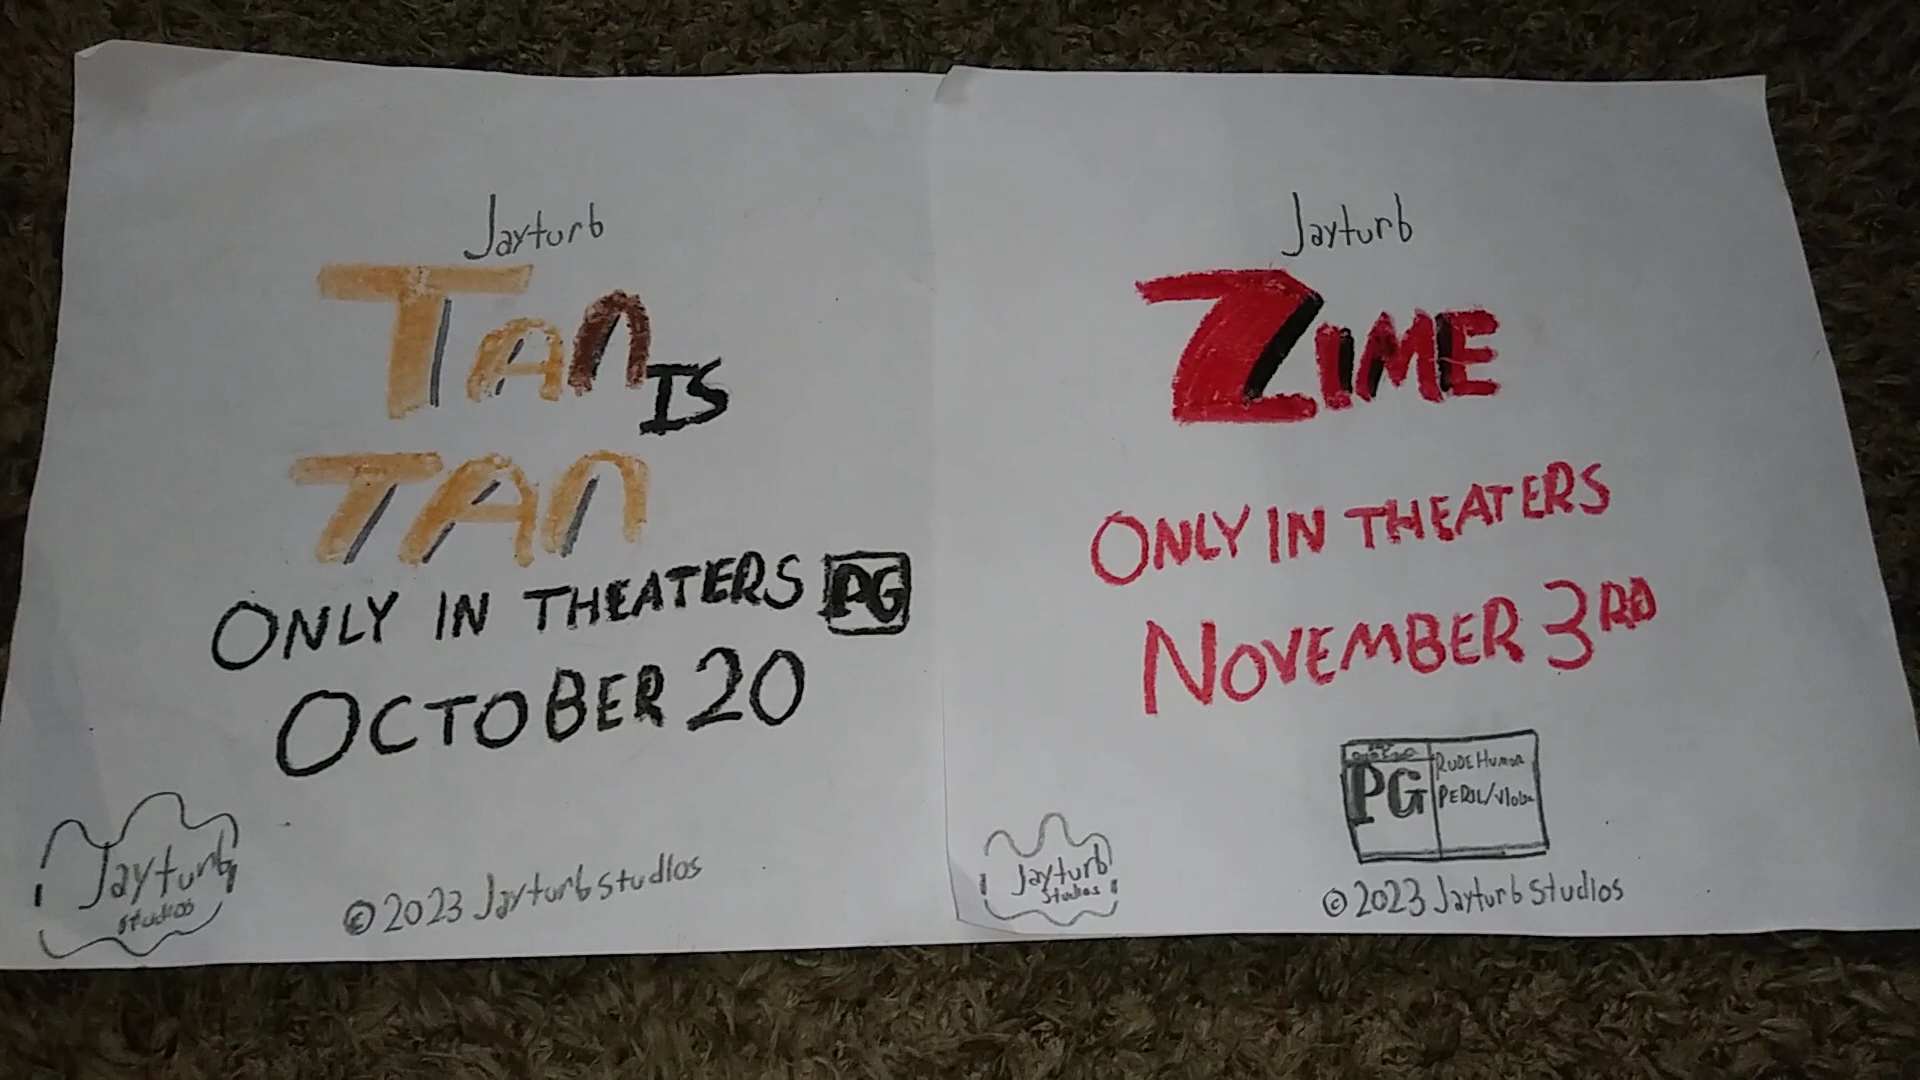 Jayturb
TAN IS
TAN
ONLY IN THEATERS PG
OCTOBER 20
Jayturb
studios
© 2023 Jayturb Studios
Jayturb
ZIME
ONLY IN THEATERS
NOVEMBER 3RD
PG
RUDE HUMOR
PERIL/
Jayturb
Studios
© 2023 Jayturb Studios